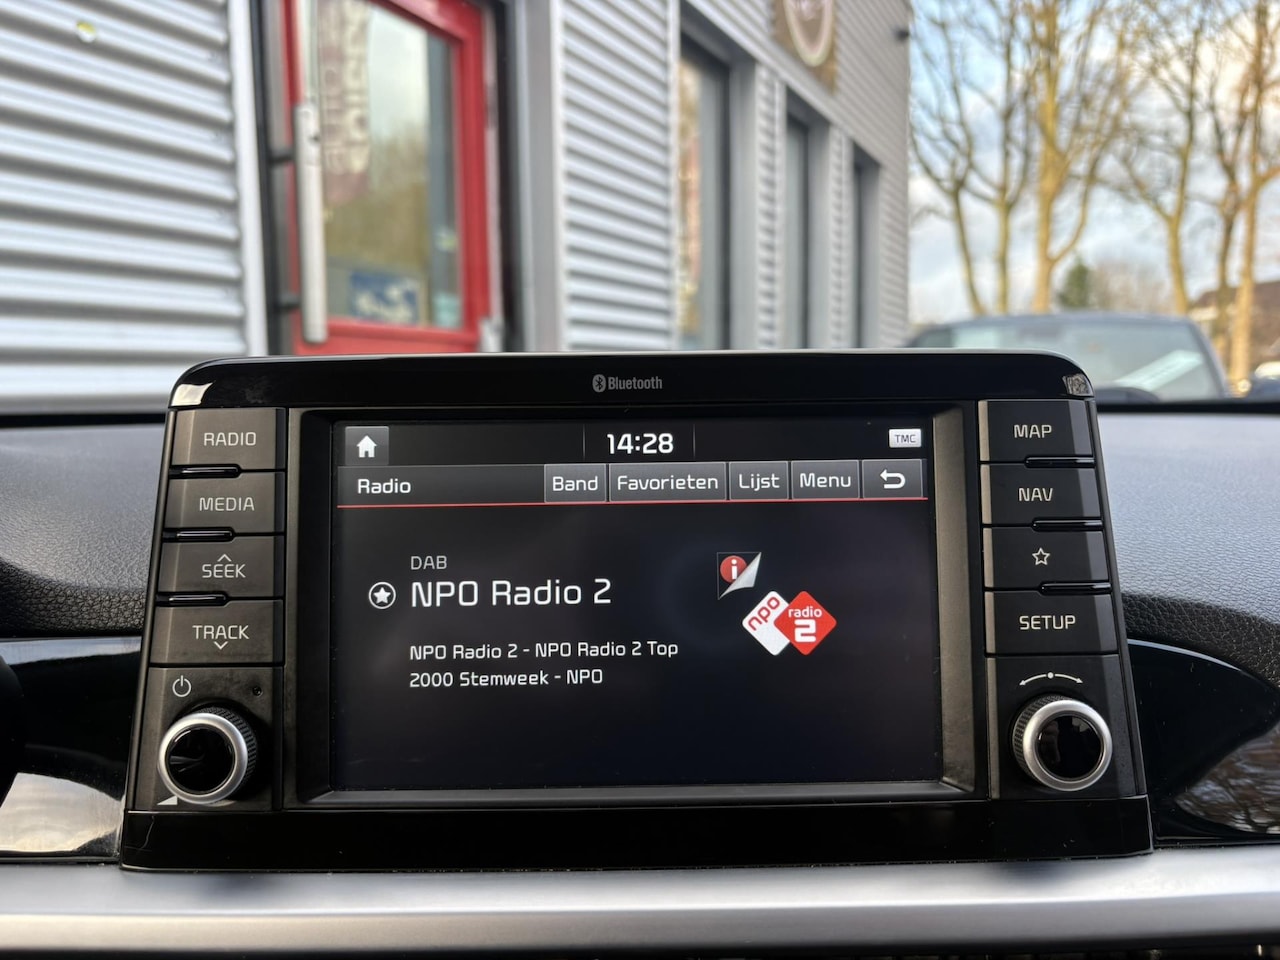 Bluetooth
RADIO
MEDIA
SEEK
TRACK
14:28
TMC
Radio
Band
Favorieten
Lijst
Menu
DAB
NPO Radio 2
NPO Radio 2 - NPO Radio 2 Top
2000 Stemweek - NPO
i
npo
radio
2
MAP
NAV
SETUP